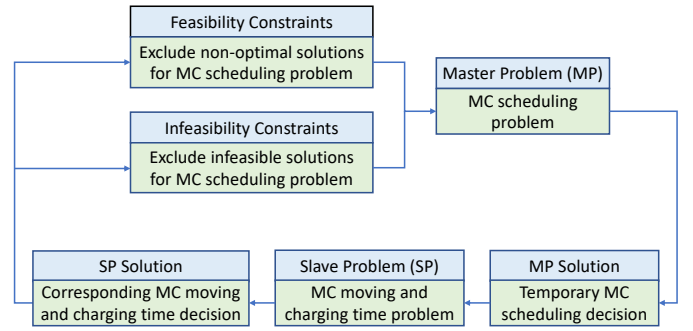 Feasibility Constraints
Exclude non-optimal solutions
for MC scheduling problem
Infeasibility Constraints
Exclude infeasible solutions
for MC scheduling problem
Master Problem (MP)
MC scheduling
problem
SP Solution
Corresponding MC moving
and charging time decision
Slave Problem (SP)
MC moving and
charging time problem
MP Solution
Temporary MC
scheduling decision